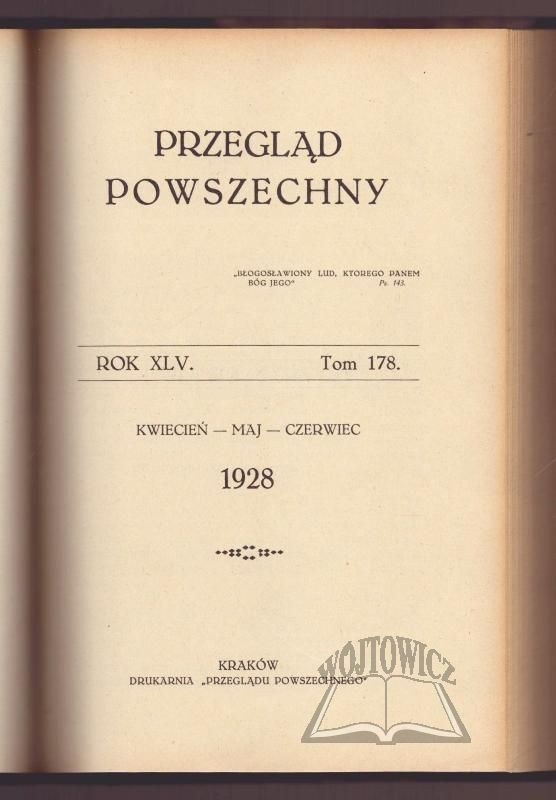 PRZEGLĄD
POWSZECHNY
„BŁOGOSŁAWIONY LUD, KTOREGO PANEM
BÓG JEGO“ Ps. 143.
ROK XLV. Tom 178.
KWIECIEŃ — MAJ — CZERWIEC
1928
KRAKÓW
DRUKARNIA „PRZEGLĄDU POWSZECHNEGO“
WÓJTOWICZ